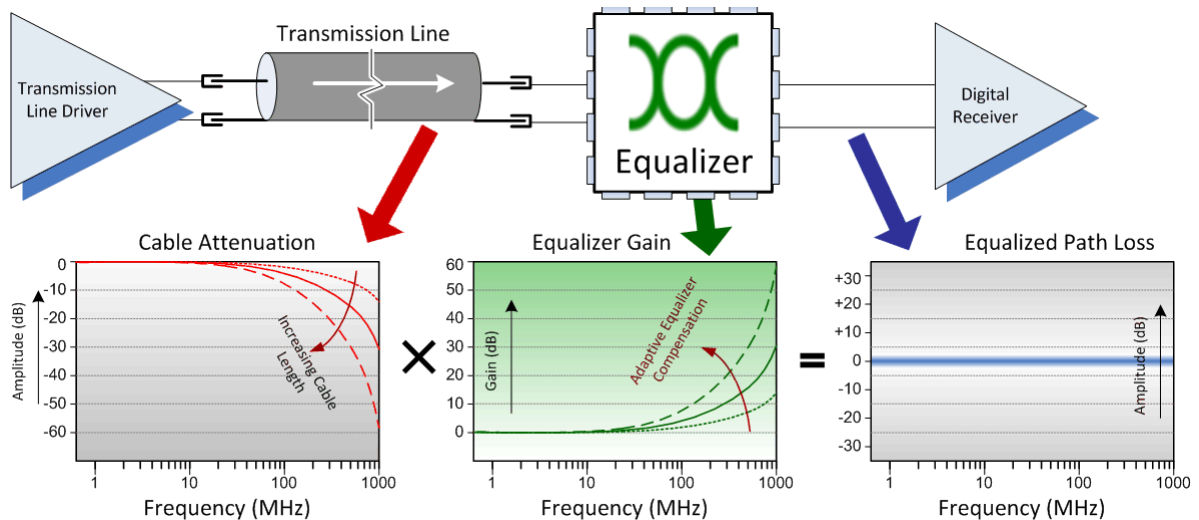 Transmission Line
Transmission
Line Driver
Equalizer
Digital
Receiver
Cable Attenuation
Equalizer Gain
Equalized Path Loss
Amplitude (dB)
0
-10
-20
-30
-40
-50
-60
Increasing Cable
Length
1
10
100
1000
Frequency (MHz)
×
Gain (dB)
60
50
40
30
20
10
0
Adaptive Equalizer
Compensation
1
10
100
1000
Frequency (MHz)
=
+30
+20
+10
0
-10
-20
-30
Amplitude (dB)
1
10
100
1000
Frequency (MHz)